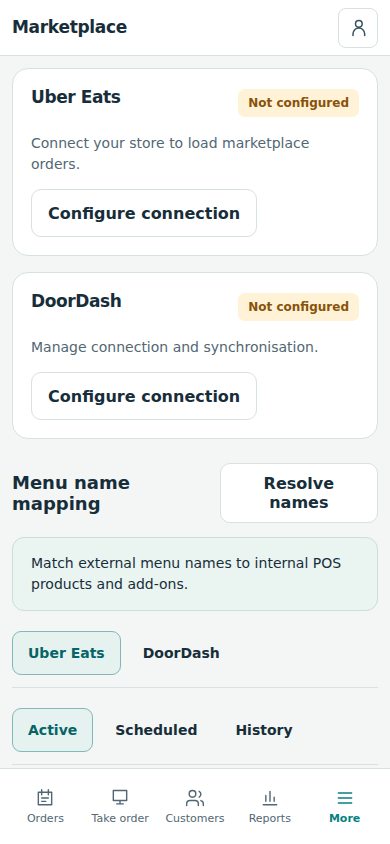 Marketplace
Uber Eats
Not configured
Connect your store to load marketplace
orders.
Configure connection
DoorDash
Not configured
Manage connection and synchronisation.
Configure connection
Menu name
mapping
Resolve
names
Match external menu names to internal POS
products and add-ons.
Uber Eats
DoorDash
Active
Scheduled
History
Orders
Take order
Customers
Reports
More